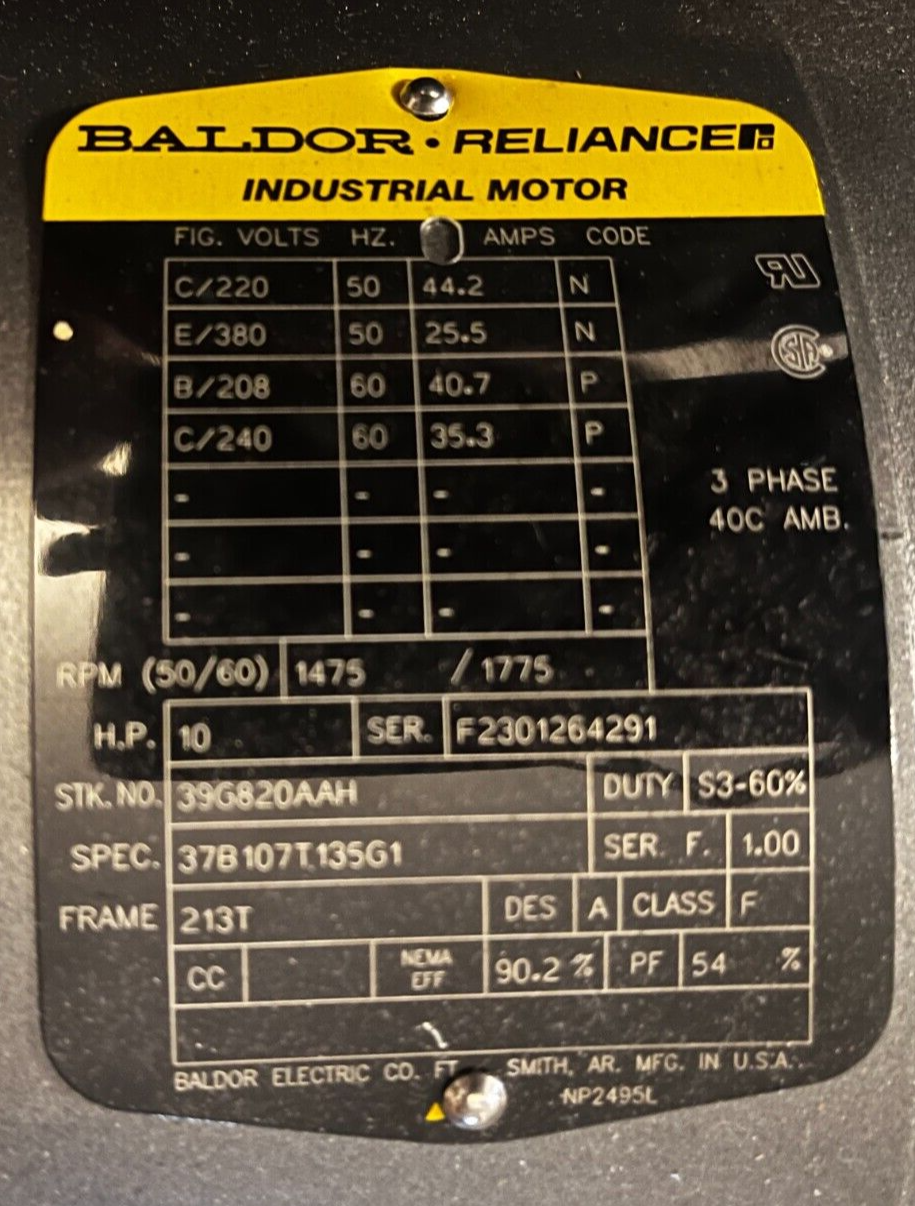 BALDOR · RELIANCE
INDUSTRIAL MOTOR
FIG. VOLTS HZ. AMPS CODE
C/220 50 44.2 N
E/380 50 25.5 N
B/208 60 40.7 P
C/240 60 35.3 P
- - - -
- - - -
- - - -
RU
SA
3 PHASE
40C AMB.
RPM (50/60) 1475 / 1775
H.P. 10 SER. F2301264291
STK. NO. 39G820AAH DUTY S3-60%
SPEC. 37B107T135G1 SER. F. 1.00
FRAME 213T DES A CLASS F
CC NEMA EFF 90.2 % PF 54 %
BALDOR ELECTRIC CO. FT SMITH, AR. MFG. IN U.S.A.
NP2495L